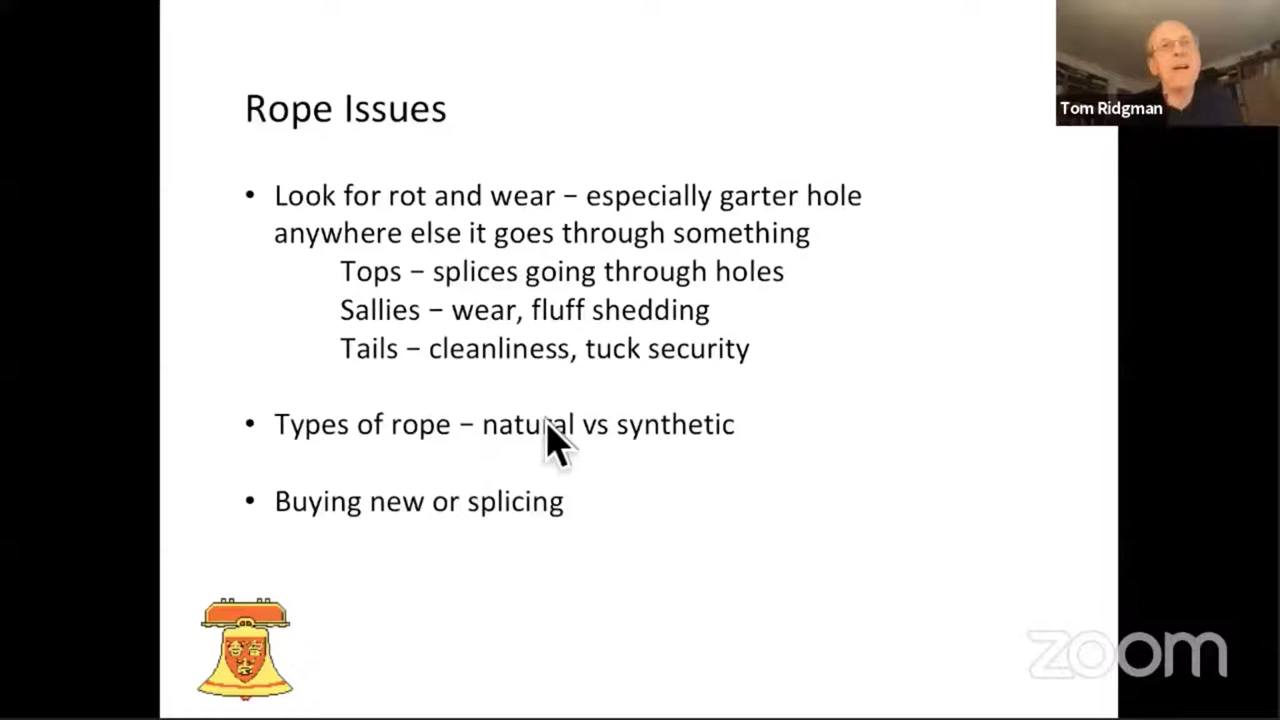 Rope Issues
• Look for rot and wear – especially garter hole
anywhere else it goes through something
Tops – splices going through holes
Sallies – wear, fluff shedding
Tails – cleanliness, tuck security
• Types of rope – natural vs synthetic
• Buying new or splicing
Tom Ridgman
zoom